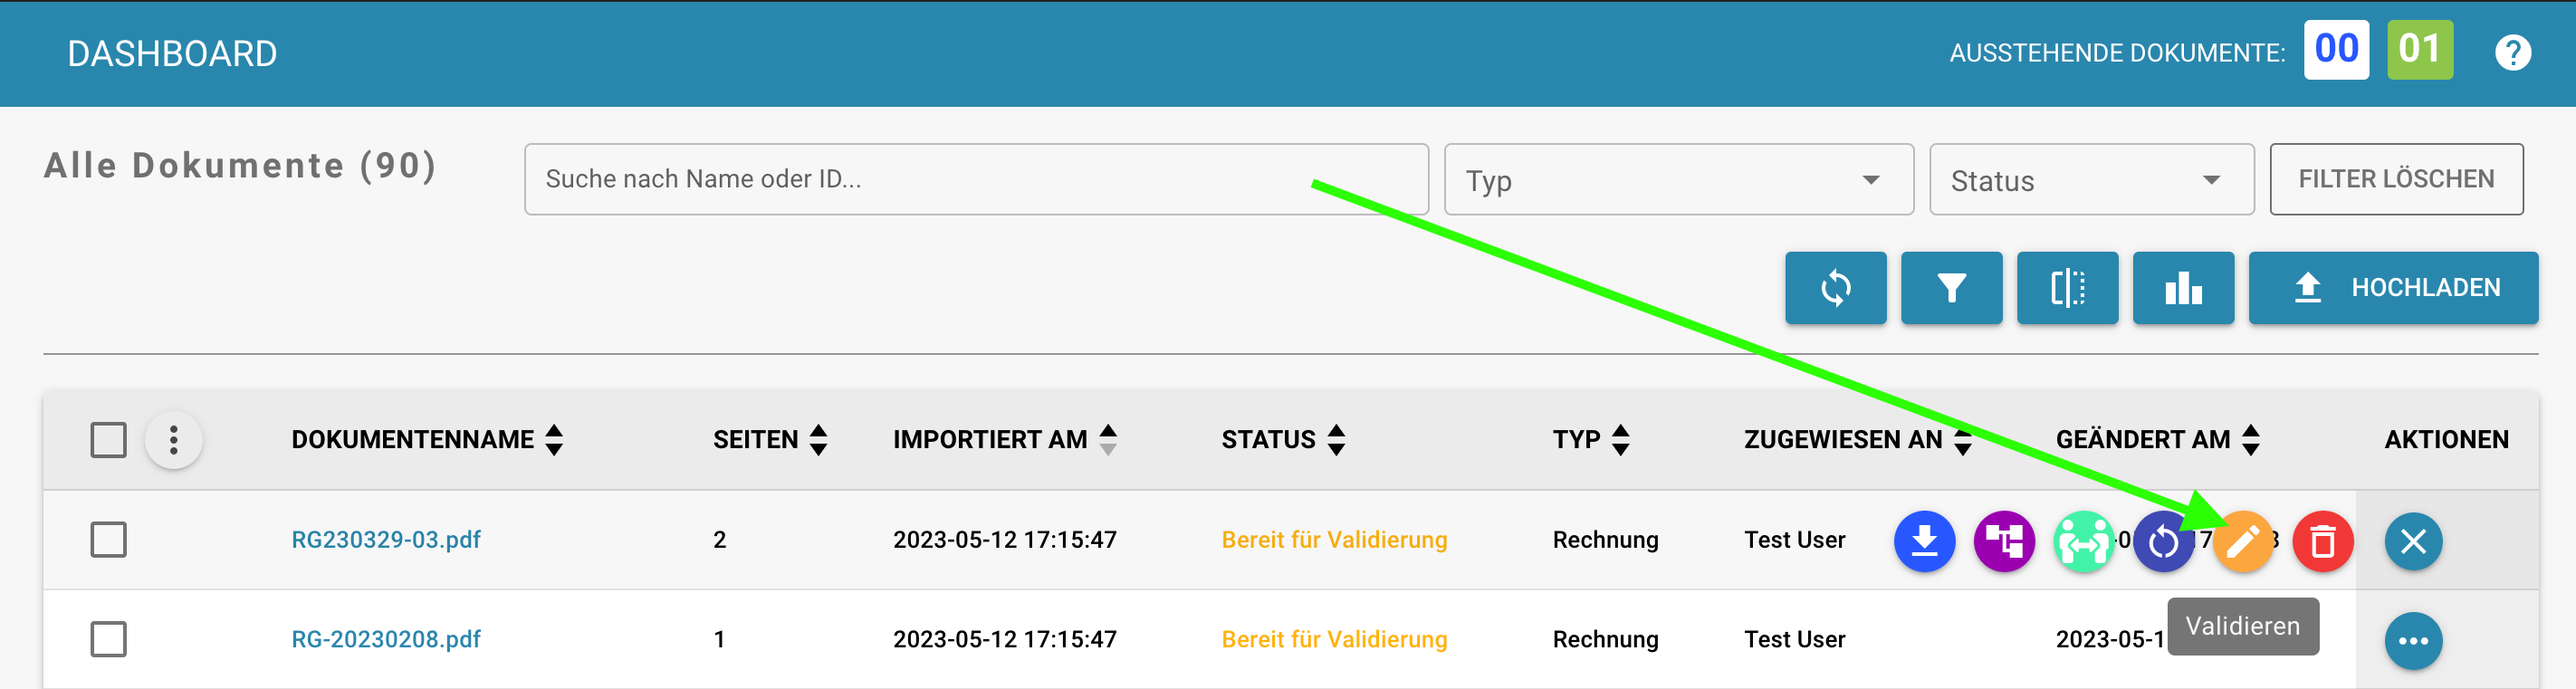 DASHBOARD
AUSSTEHENDE DOKUMENTE: 00 01
Alle Dokumente (90)
Suche nach Name oder ID...
Typ
Status
FILTER LÖSCHEN
HOCHLADEN
DOKUMENTENNAME SEITEN IMPORTIERT AM STATUS TYP ZUGEWIESEN AN GEÄNDERT AM AKTIONEN
RG230329-03.pdf 2 2023-05-12 17:15:47 Bereit für Validierung Rechnung Test User
RG-20230208.pdf 1 2023-05-12 17:15:47 Bereit für Validierung Rechnung Test User 2023-05-1
Validieren